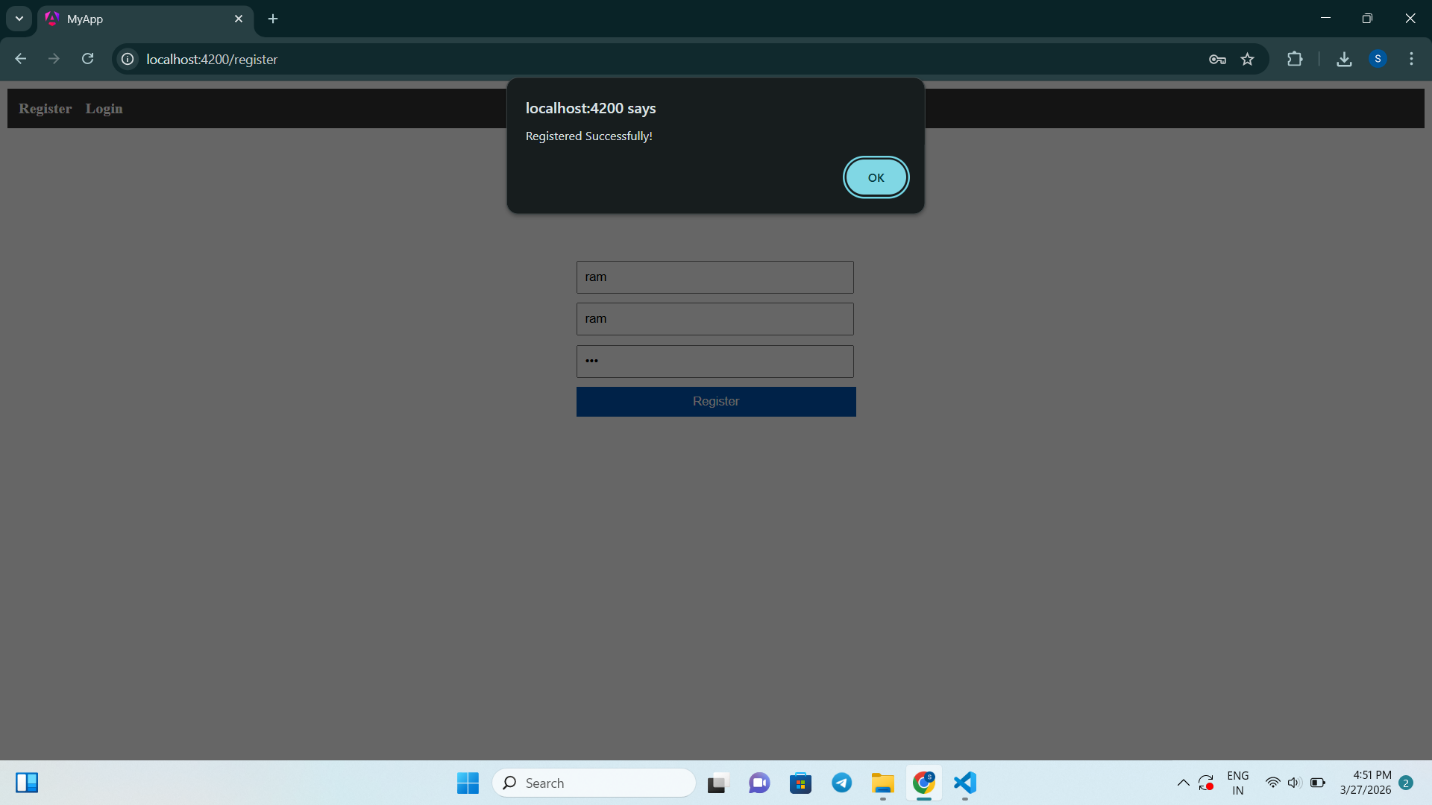 MyApp
localhost:4200/register
S
Register Login
localhost:4200 says
Registered Successfully!
OK
ram
ram
•••
Register
Search
S
ENG
IN
4:51 PM
3/27/2026
2